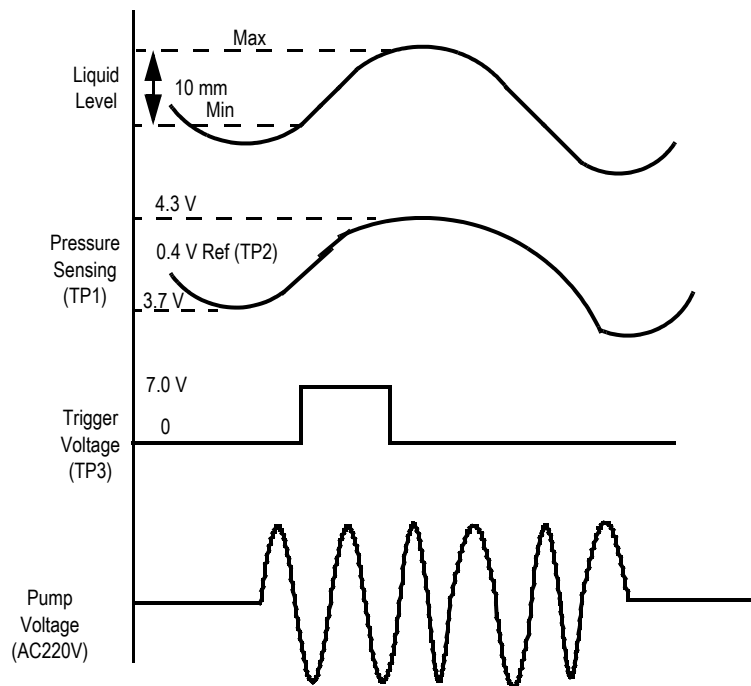 Max
Liquid
Level
10 mm
Min
4.3 V
Pressure
Sensing
(TP1)
0.4 V Ref (TP2)
3.7 V
7.0 V
Trigger
Voltage
(TP3)
0
Pump
Voltage
(AC220V)